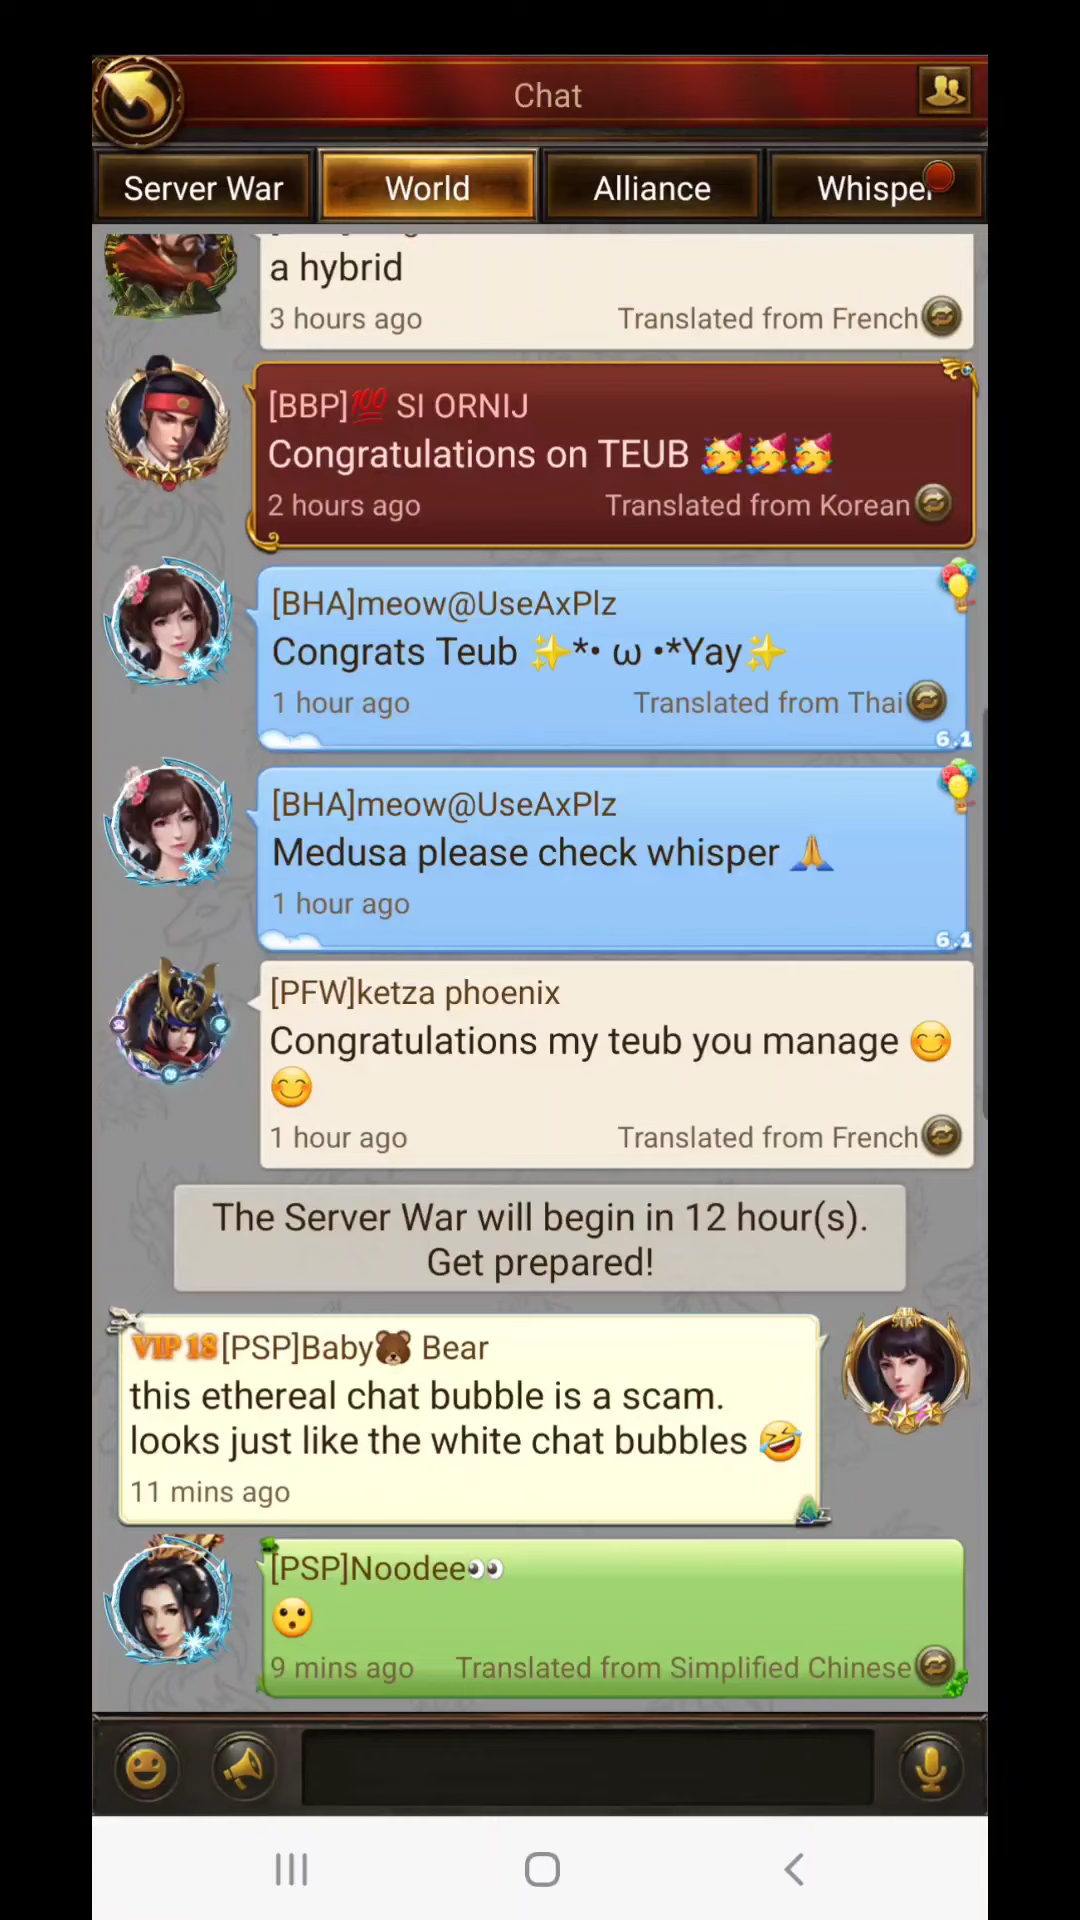 Chat
Server War
World
Alliance
Whisper
a hybrid
3 hours ago
Translated from French
[BBP]💯 SI ORNIJ
Congratulations on TEUB 🥳🥳🥳
2 hours ago
Translated from Korean
[BHA]meow@UseAxPlz
Congrats Teub ✨*• ω •*Yay✨
1 hour ago
Translated from Thai
6.1
[BHA]meow@UseAxPlz
Medusa please check whisper 🙏
1 hour ago
6.1
[PFW]ketza phoenix
Congratulations my teub you manage 😊
😊
1 hour ago
Translated from French
The Server War will begin in 12 hour(s).
Get prepared!
VIP 18 [PSP]Baby🐻 Bear
this ethereal chat bubble is a scam.
looks just like the white chat bubbles 🤣
11 mins ago
ALL STAR
[PSP]Noodee👀
😮
9 mins ago
Translated from Simplified Chinese